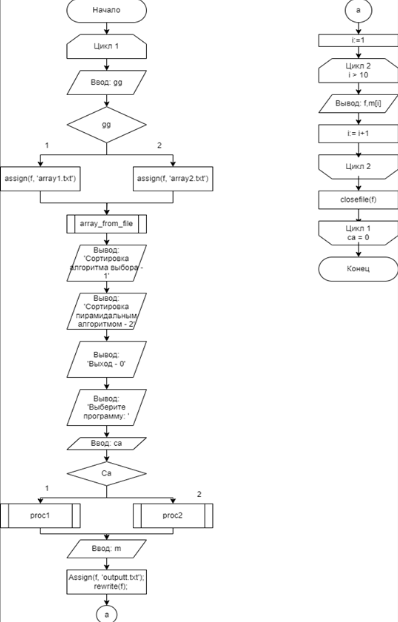 Начало
Цикл 1
Ввод: gg
gg
1
2
assign(f, 'array1.txt')
assign(f, 'array2.txt')
array_from_file
Вывод:
'Сортировка
алгоритма выбора -
1'
Вывод:
'Сортировка
пирамидальным
алгоритмом - 2'
Вывод:
'Выход - 0'
Вывод:
'Выберите
программу: '
Ввод: ca
Ca
1
2
proc1
proc2
Ввод: m
Assign(f, 'outputt.txt');
rewrite(f);
a
a
i:=1
Цикл 2
i > 10
Вывод: f,m[i]
i:= i+1
Цикл 2
closefile(f)
Цикл 1
ca = 0
Конец